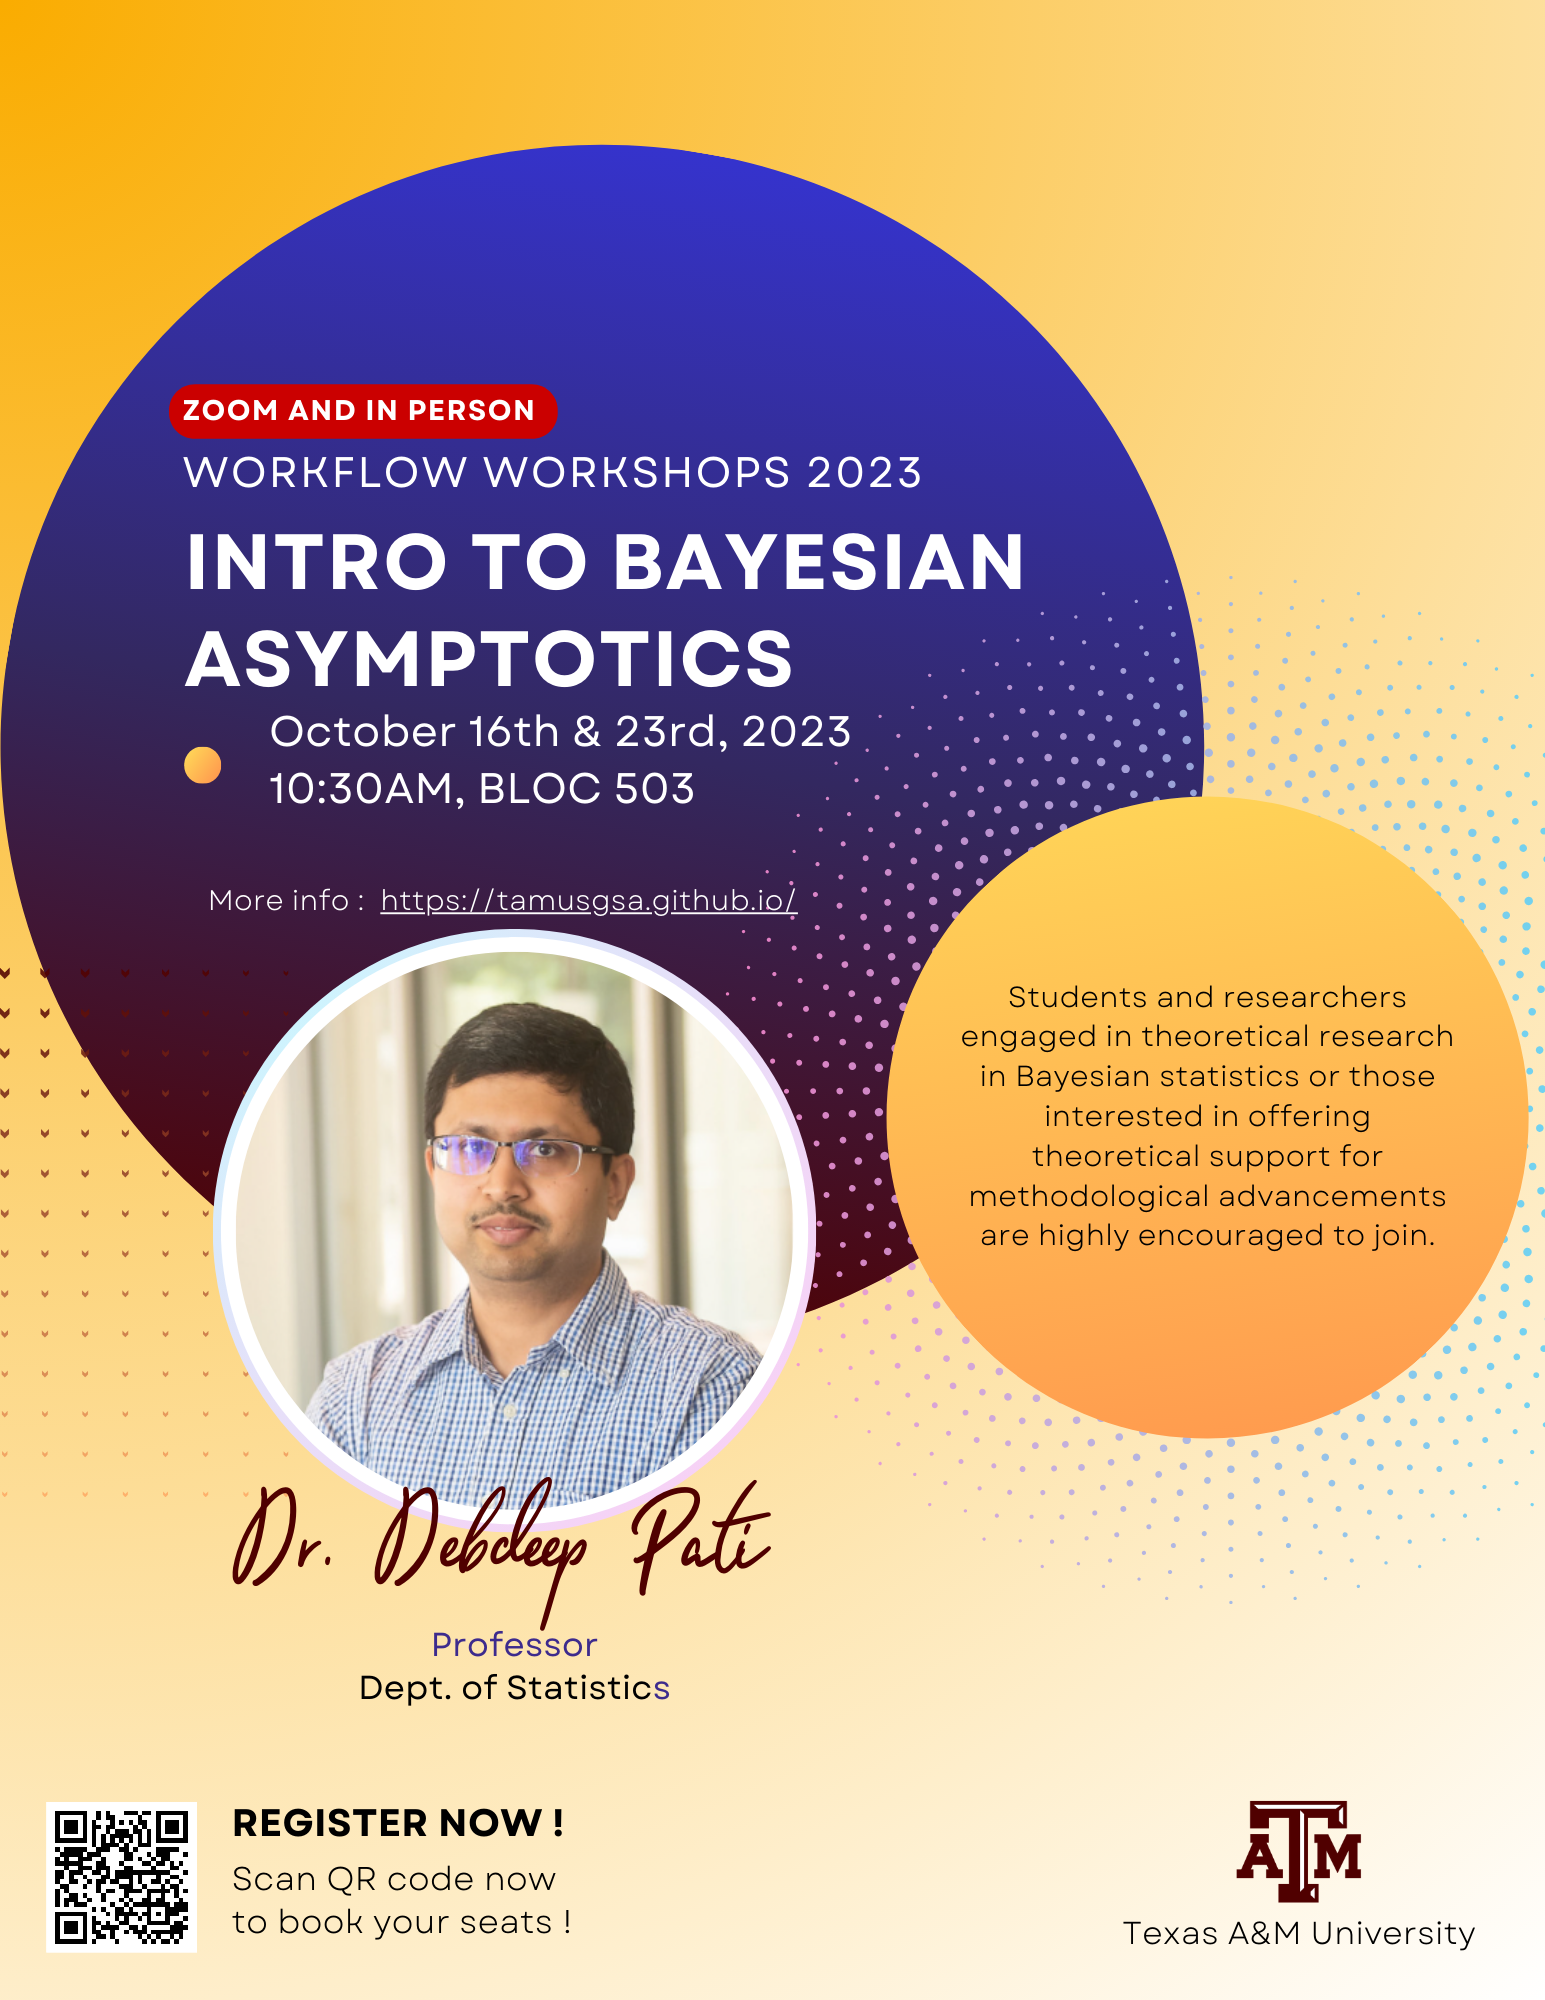 ZOOM AND IN PERSON
WORKFLOW WORKSHOPS 2023
INTRO TO BAYESIAN
ASYMPTOTICS
October 16th & 23rd, 2023
10:30AM, BLOC 503
More info : https://tamusgsa.github.io/
Students and researchers
engaged in theoretical research
in Bayesian statistics or those
interested in offering
theoretical support for
methodological advancements
are highly encouraged to join.
Dr. Debdeep Pati
Professor
Dept. of Statistics
REGISTER NOW !
Scan QR code now
to book your seats !
ATM
Texas A&M University